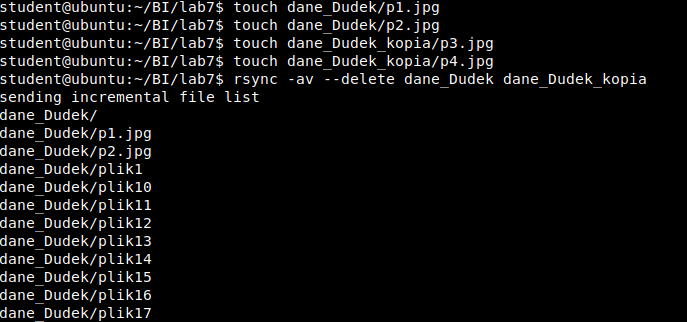 student@ubuntu:~/BI/lab7$ touch dane_Dudek/p1.jpg
student@ubuntu:~/BI/lab7$ touch dane_Dudek/p2.jpg
student@ubuntu:~/BI/lab7$ touch dane_Dudek_kopia/p3.jpg
student@ubuntu:~/BI/lab7$ touch dane_Dudek_kopia/p4.jpg
student@ubuntu:~/BI/lab7$ rsync -av --delete dane_Dudek dane_Dudek_kopia
sending incremental file list
dane_Dudek/
dane_Dudek/p1.jpg
dane_Dudek/p2.jpg
dane_Dudek/plik1
dane_Dudek/plik10
dane_Dudek/plik11
dane_Dudek/plik12
dane_Dudek/plik13
dane_Dudek/plik14
dane_Dudek/plik15
dane_Dudek/plik16
dane_Dudek/plik17